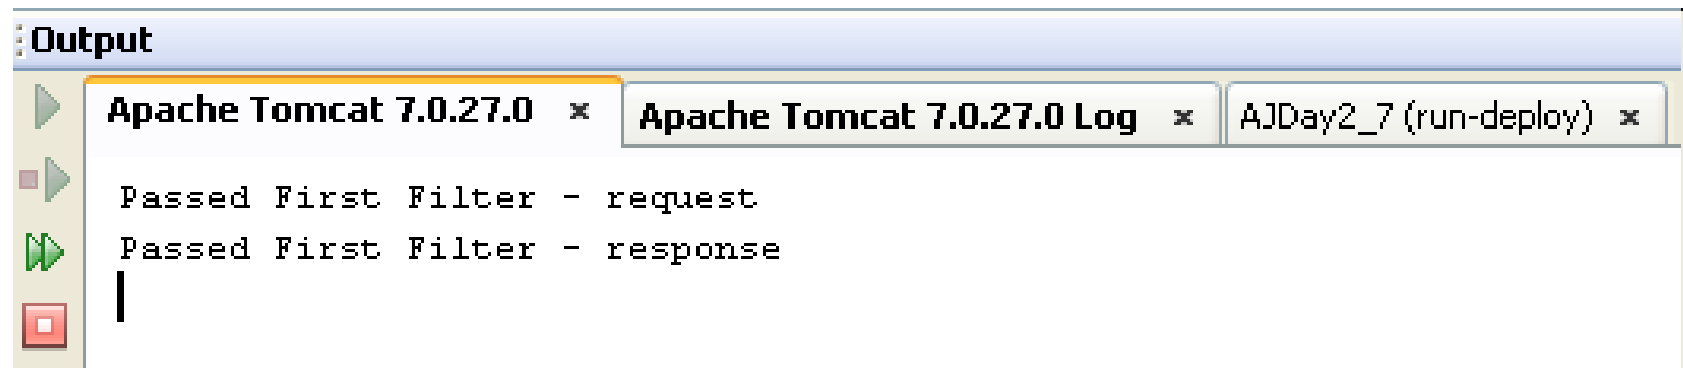 Output
Apache Tomcat 7.0.27.0 Apache Tomcat 7.0.27.0 Log AJDay2_7 (run-deploy)
Passed First Filter - request
Passed First Filter - response